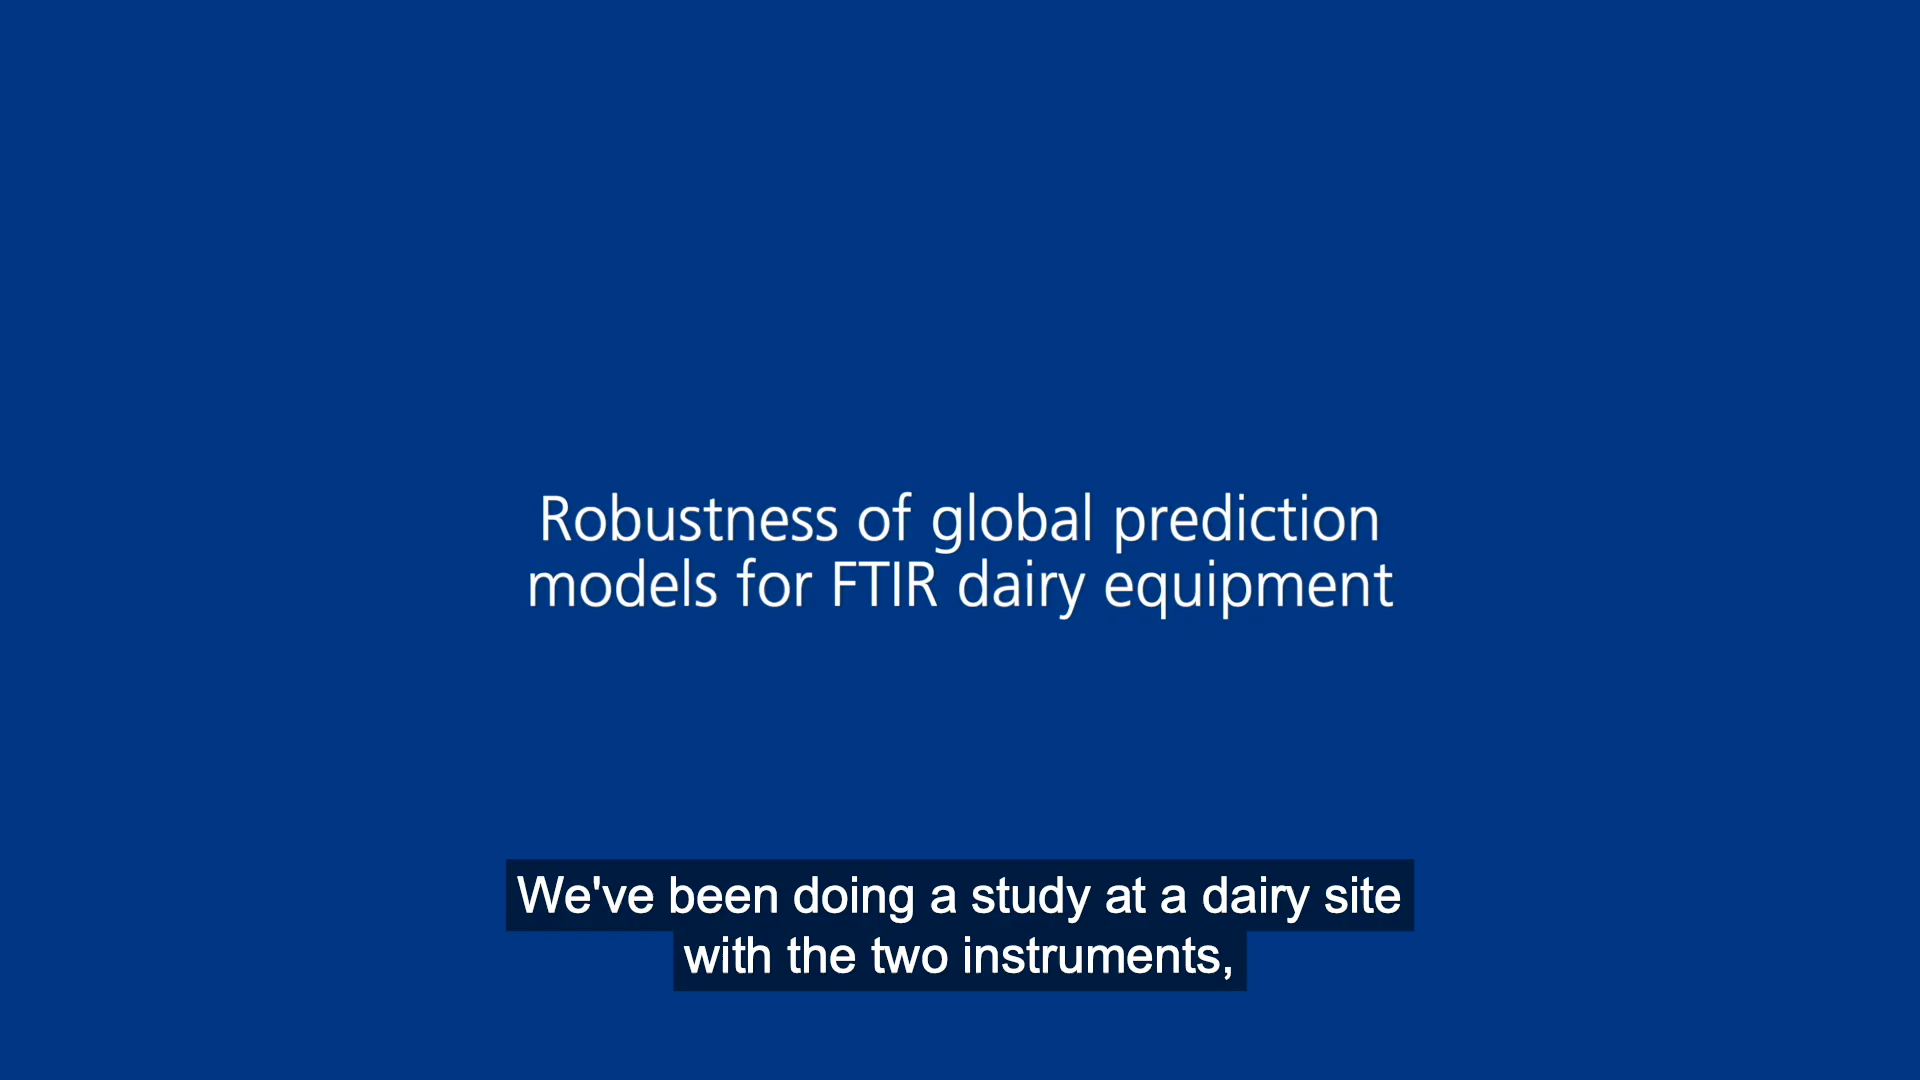 Robustness of global prediction
models for FTIR dairy equipment
We've been doing a study at a dairy site
with the two instruments,